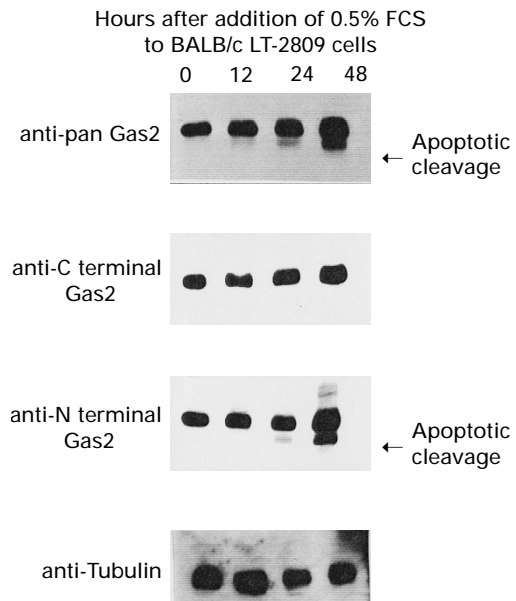 Hours after addition of 0.5% FCS
to BALB/c LT-2809 cells
0 12 24 48
anti-pan Gas2
← Apoptotic
cleavage
anti-C terminal
Gas2
anti-N terminal
Gas2
← Apoptotic
cleavage
anti-Tubulin